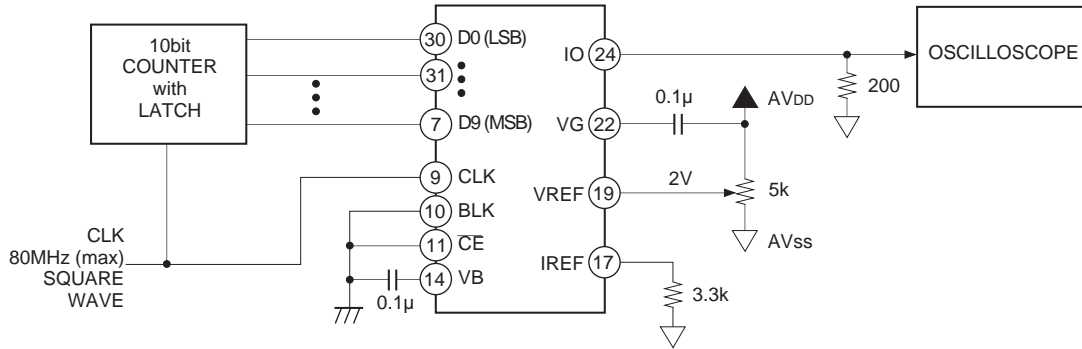 10bit
COUNTER
with
LATCH
CLK
80MHz (max)
SQUARE
WAVE
30 D0 (LSB)
31
7 D9 (MSB)
9 CLK
10 BLK
11 CE
14 VB
0.1µ
IO 24
VG 22
VREF 19
IREF 17
0.1µ
AVDD
2V
5k
AVss
3.3k
200
OSCILLOSCOPE